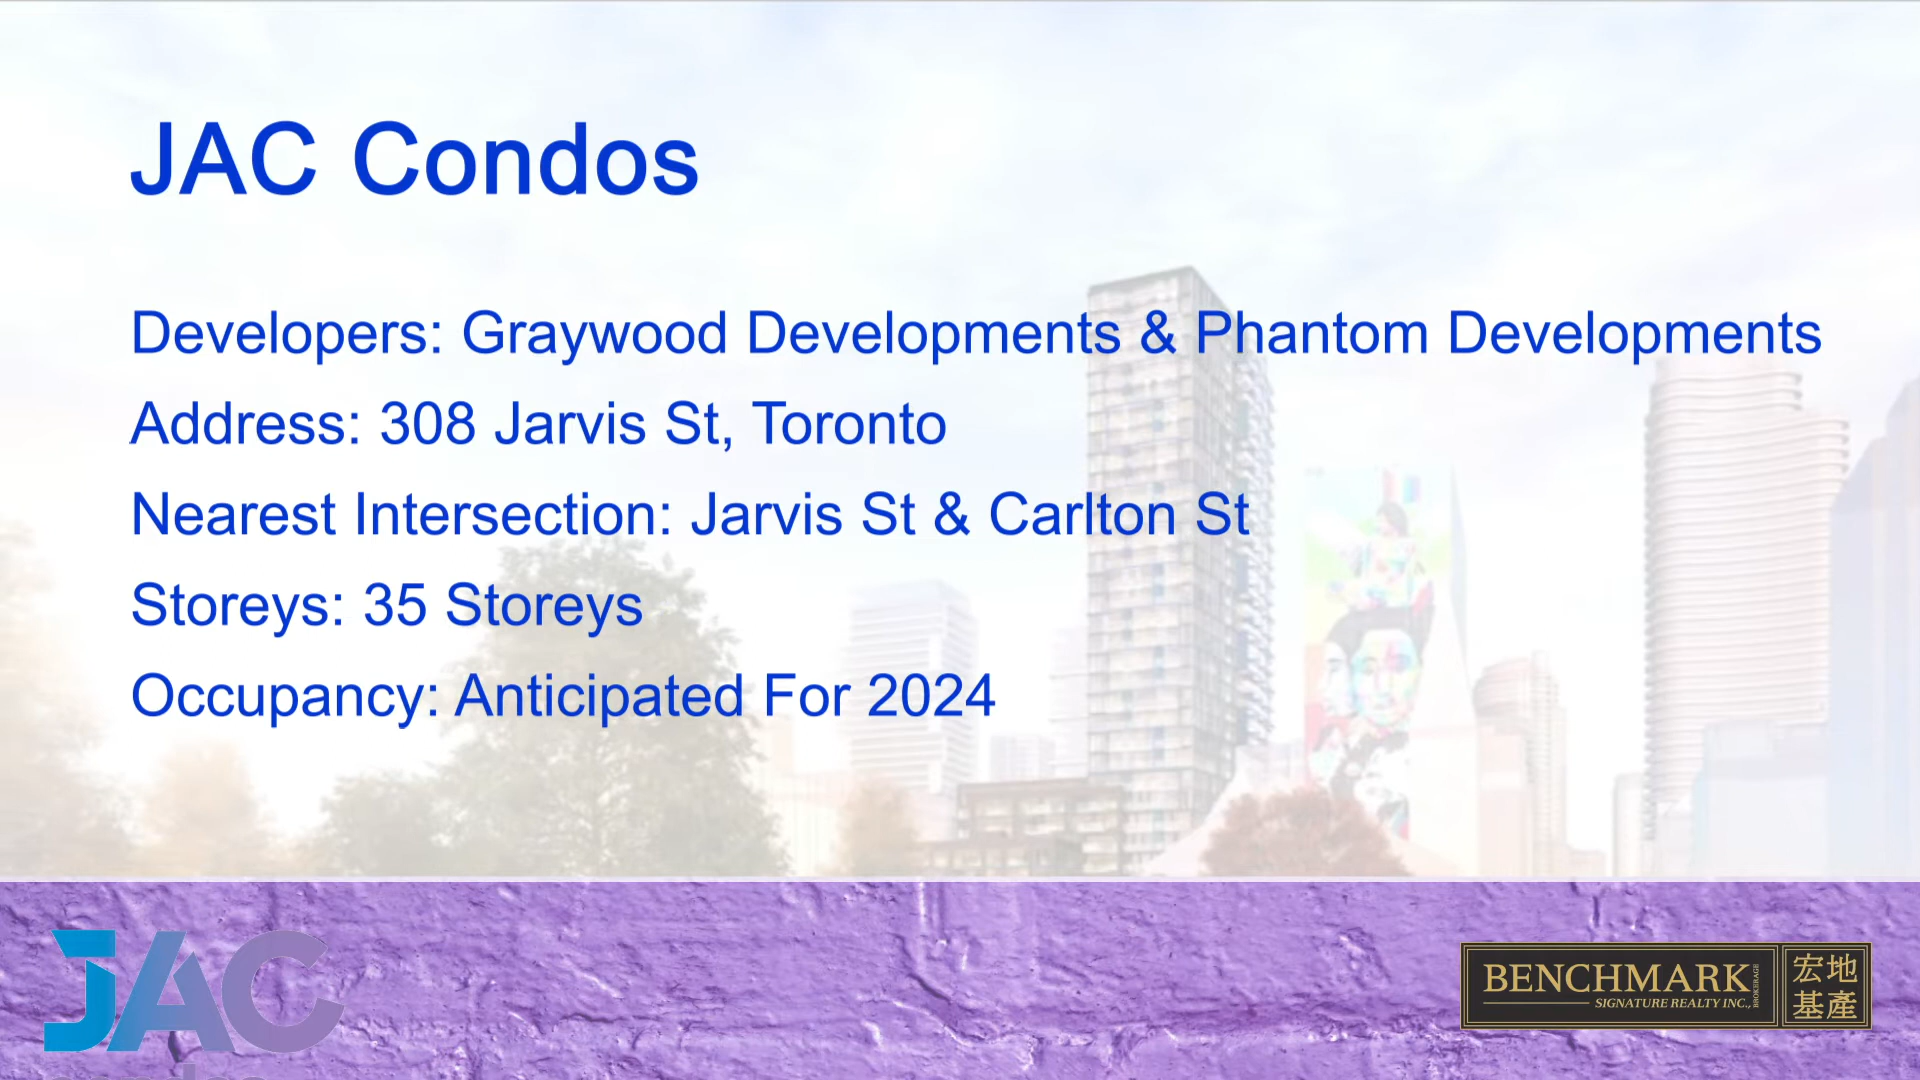 JAC Condos
Developers: Graywood Developments & Phantom Developments
Address: 308 Jarvis St, Toronto
Nearest Intersection: Jarvis St & Carlton St
Storeys: 35 Storeys
Occupancy: Anticipated For 2024
JAC
BENCHMARK
SIGNATURE REALTY INC.,
BROKERAGE
宏地
基產